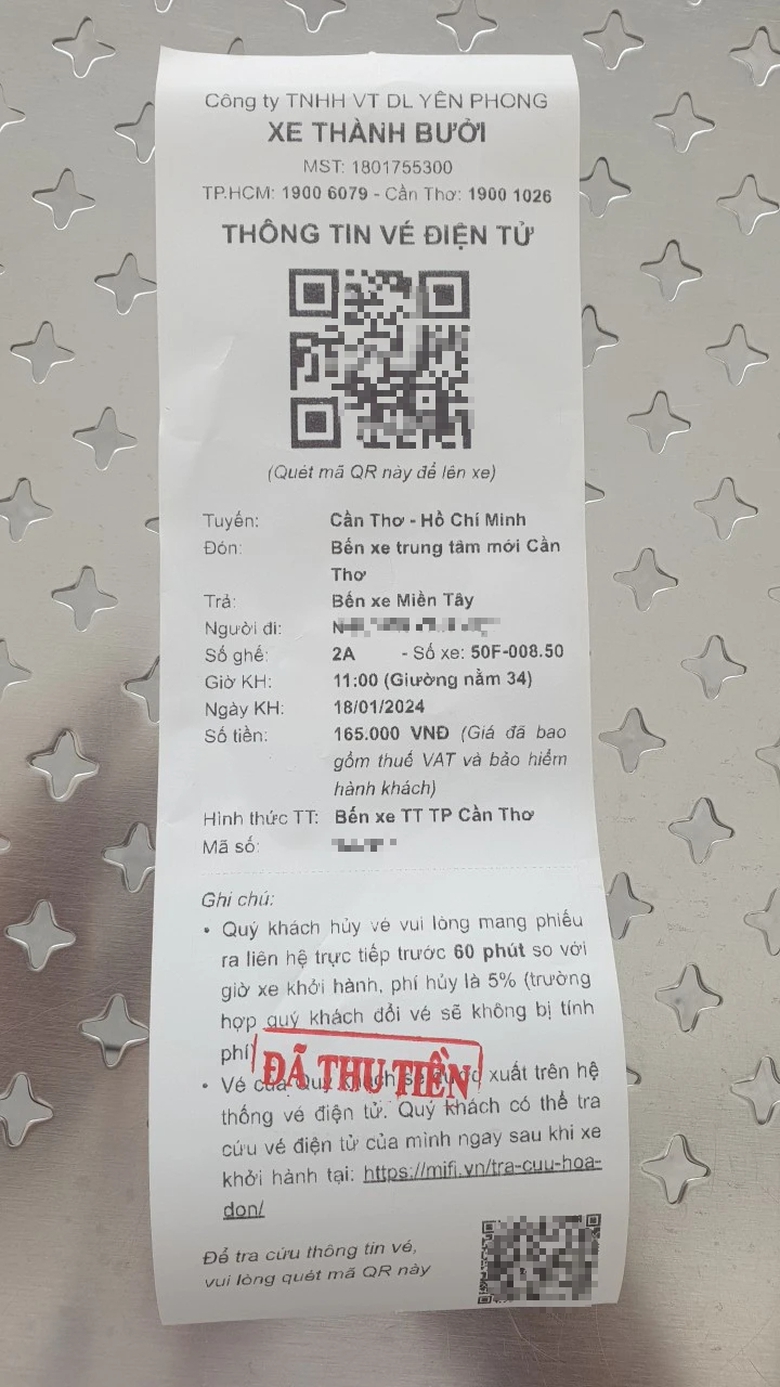 Công ty TNHH VT DL YÊN PHONG
XE THÀNH BƯỞI
MST: 1801755300
TP.HCM: 1900 6079 - Cần Thơ: 1900 1026
THÔNG TIN VÉ ĐIỆN TỬ
(Quét mã QR này để lên xe)
Tuyến: Cần Thơ - Hồ Chí Minh
Đón: Bến xe trung tâm mới Cần
Thơ
Trả: Bến xe Miền Tây
Người đi:
Số ghế: 2A - Số xe: 50F-008.50
Giờ KH: 11:00 (Giường nằm 34)
Ngày KH: 18/01/2024
Số tiền: 165.000 VNĐ (Giá đã bao
gồm thuế VAT và bảo hiểm
hành khách)
Hình thức TT: Bến xe TT TP Cần Thơ
Mã số:
Ghi chú:
• Quý khách hủy vé vui lòng mang phiếu
ra liên hệ trực tiếp trước 60 phút so với
giờ xe khởi hành, phí hủy là 5% (trường
hợp quý khách đổi vé sẽ không bị tính
phí)
ĐÃ THU TIỀN
• Vé của quý khách sẽ được xuất trên hệ
thống vé điện tử. Quý khách có thể tra
cứu vé điện tử của mình ngay sau khi xe
khởi hành tại: https://mifi.vn/tra-cuu-hoa-
don/
Để tra cứu thông tin vé,
vui lòng quét mã QR này